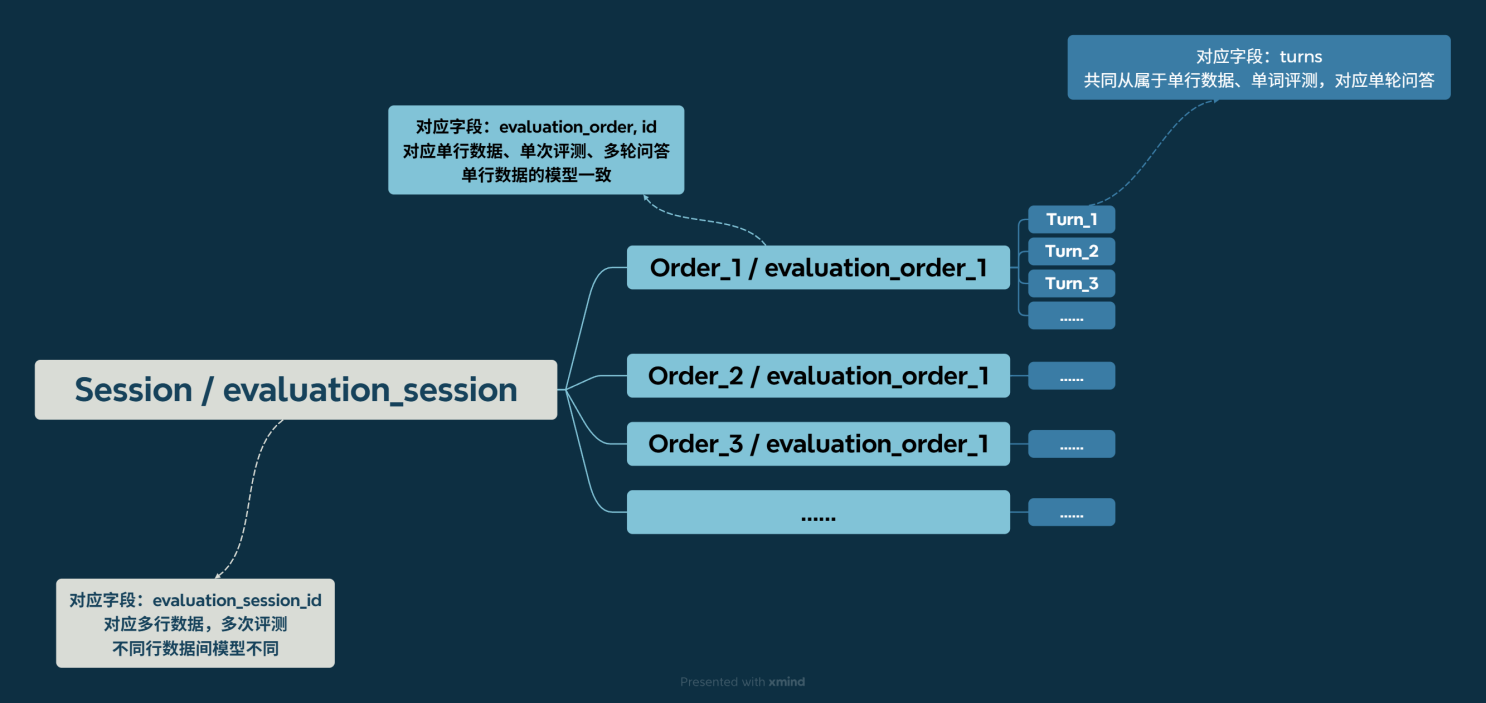 对应字段：turns
共同从属于单行数据、单词评测，对应单轮问答
对应字段：evaluation_order, id
对应单行数据、单次评测、多轮问答
单行数据的模型一致
Turn_1
Turn_2
Turn_3
......
Order_1 / evaluation_order_1
Order_2 / evaluation_order_1
......
Session / evaluation_session
Order_3 / evaluation_order_1
......
......
......
对应字段：evaluation_session_id
对应多行数据，多次评测
不同行数据间模型不同
Presented with xmind